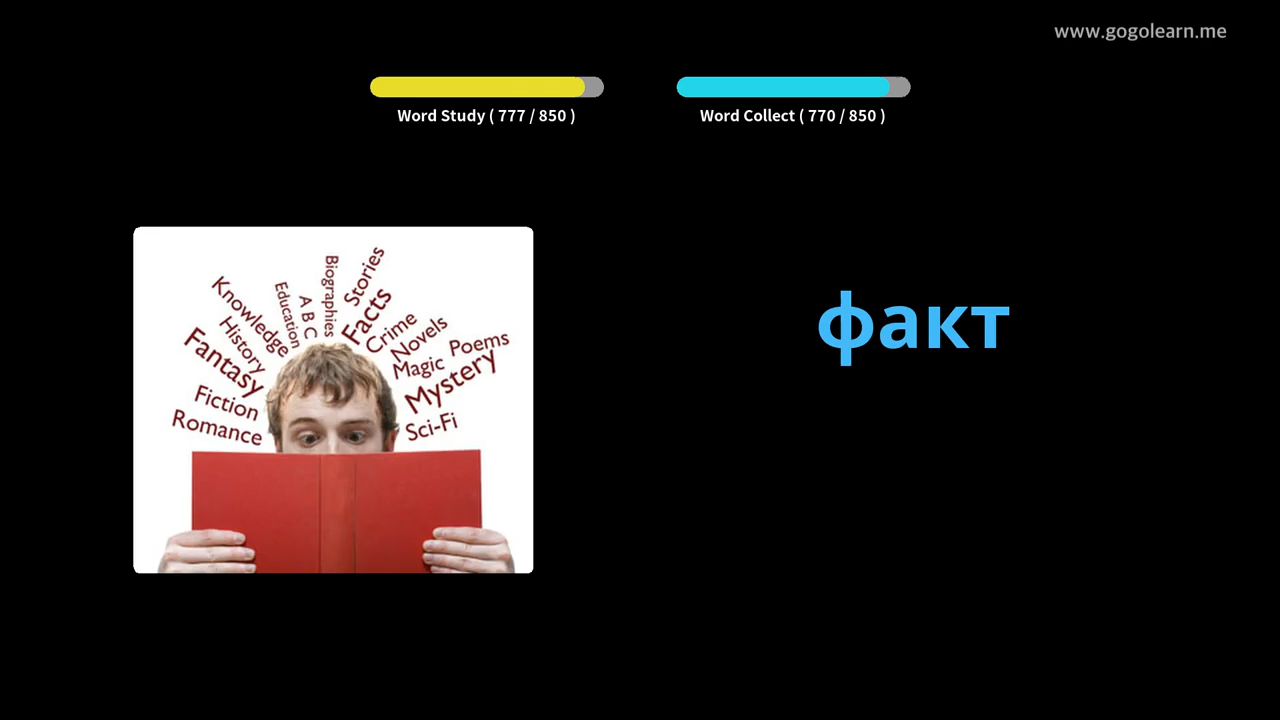 www.gogolearn.me
Word Study ( 777 / 850 )
Word Collect ( 770 / 850 )
факт
Stories
Biographies
Facts
A B C
Education
Knowledge
Crime
History
Novels
Poems
Fantasy
Magic
Mystery
Fiction
Romance
Sci-Fi